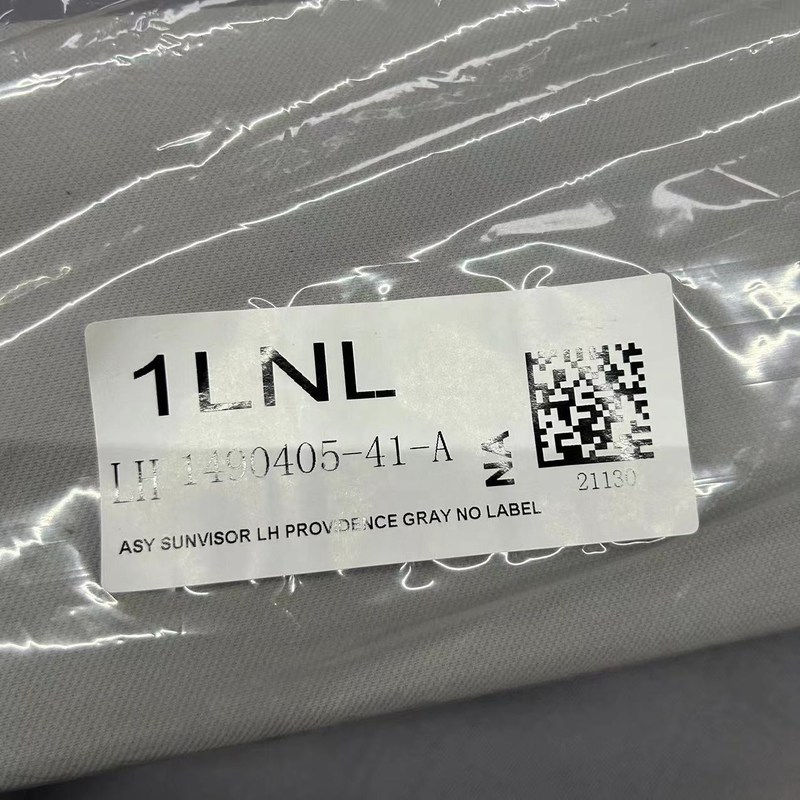 1LNL
LH 1490405-41-A
NA
21130
ASY SUNVISOR LH PROVIDENCE GRAY NO LABEL